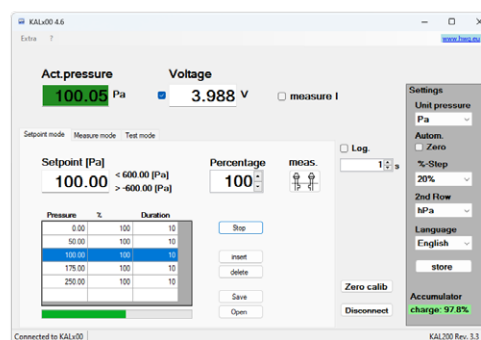 KALx00 4.6
Extra ?
www.hwg.eu
Act.pressure Voltage
100.05 Pa 3.988 V measure I
Settings
Unit pressure
Pa
Autom.
Zero
%-Step
20%
2nd Row
hPa
Language
English
store
Accumulator
charge: 97.8%
Setpoint mode Measure mode Test mode
Log.
1 s
Setpoint [Pa] Percentage meas.
100.00 < 600.00 [Pa] 100
> -600.00 [Pa]
Pressure % Duration
0.00 100 10
50.00 100 10
100.00 100 10
175.00 100 10
250.00 100 10
Stop
insert
delete
Save
Open
Zero calib
Disconnect
Connected to KALx00 KAL200 Rev. 3.3